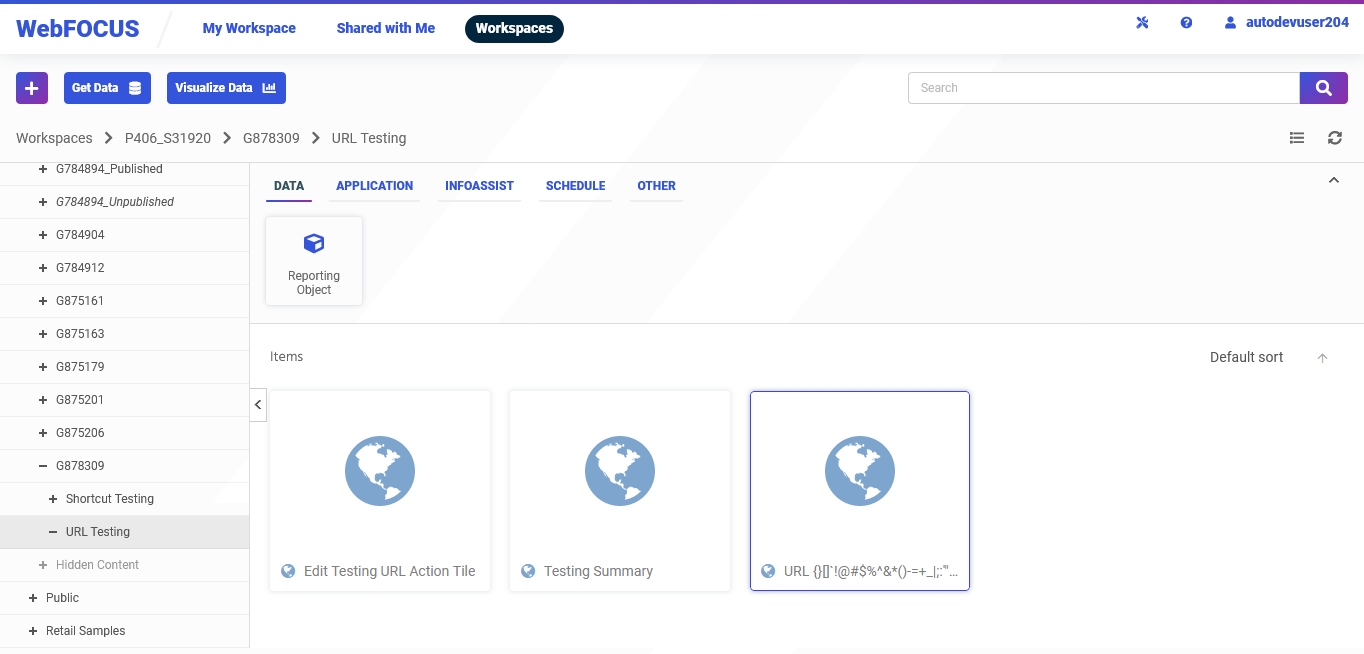 WebFOCUS
My Workspace
Shared with Me
Workspaces
autodevuser204
Get Data
Visualize Data
Search
Workspaces
P406_S31920
G878309
URL Testing
G784894_Published
G784894_Unpublished
G784904
G784912
G875161
G875163
G875179
G875201
G875206
G878309
Shortcut Testing
URL Testing
Hidden Content
Public
Retail Samples
DATA
APPLICATION
INFOASSIST
SCHEDULE
OTHER
Reporting
Object
Items
Default sort
Edit Testing URL Action Tile
Testing Summary
URL {}[]`!@#$%^&*()-=+_|;:'"...